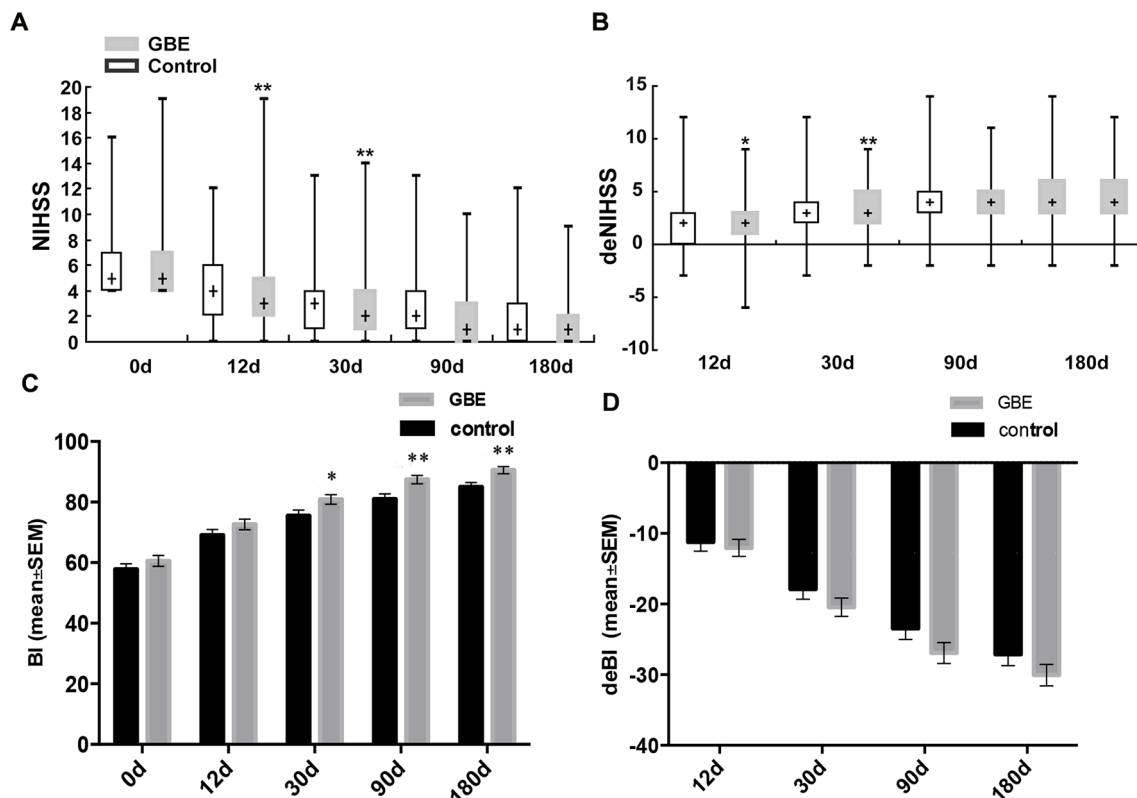 A
GBE
Control
NIHSS
20
18
16
14
12
10
8
6
4
2
0
**
**
0d 12d 30d 90d 180d
B
deNIHSS
15
10
5
0
-5
-10
*
**
12d 30d 90d 180d
C
GBE
control
BI (mean±SEM)
100
80
60
40
20
0
*
**
**
0d 12d 30d 90d 180d
D
GBE
control
deBI (mean±SEM)
0
-10
-20
-30
-40
12d 30d 90d 180d